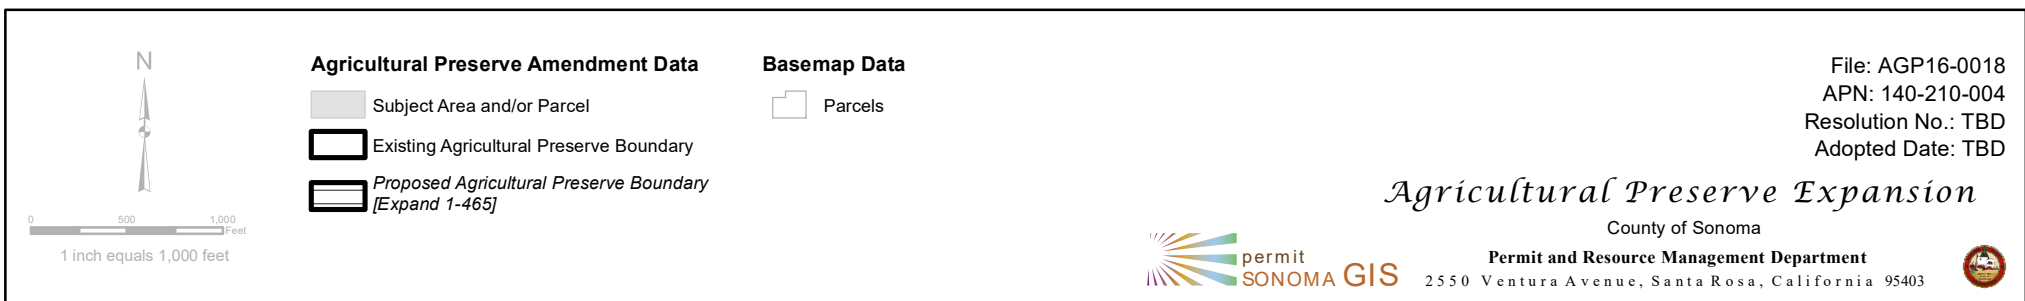 N
0 500 1,000
Feet
1 inch equals 1,000 feet
Agricultural Preserve Amendment Data
Subject Area and/or Parcel
Existing Agricultural Preserve Boundary
Proposed Agricultural Preserve Boundary
[Expand 1-465]
Basemap Data
Parcels
File: AGP16-0018
APN: 140-210-004
Resolution No.: TBD
Adopted Date: TBD
Agricultural Preserve Expansion
County of Sonoma
permit
SONOMA GIS
Permit and Resource Management Department
2550 Ventura Avenue, Santa Rosa, California 95403